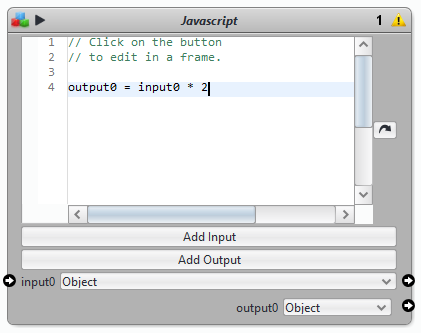 Javascript 1
1 // Click on the button
2 // to edit in a frame.
3
4 output0 = input0 * 2
Add Input
Add Output
input0 Object
output0 Object